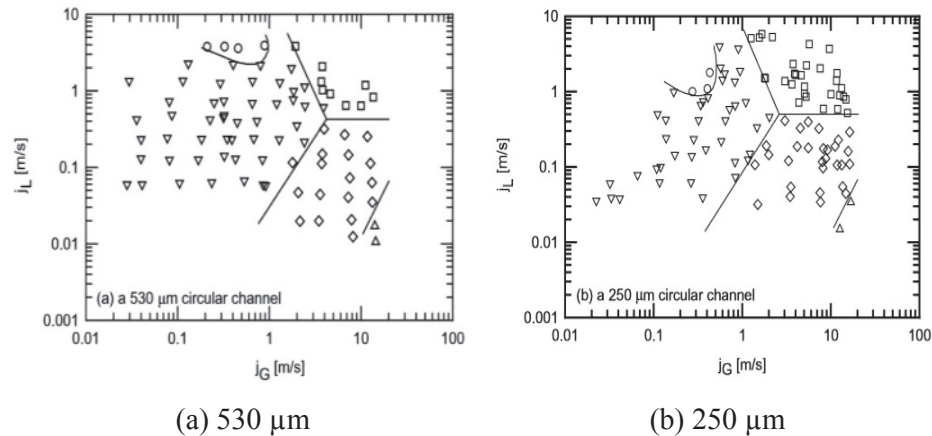 10
1
0.1
0.01
0.001
j_L [m/s]
(a) a 530 μm circular channel
0.01 0.1 1 10 100
j_G [m/s]
10
1
0.1
0.01
0.001
j_L [m/s]
(b) a 250 μm circular channel
0.01 0.1 1 10 100
j_G [m/s]
(a) 530 μm (b) 250 μm